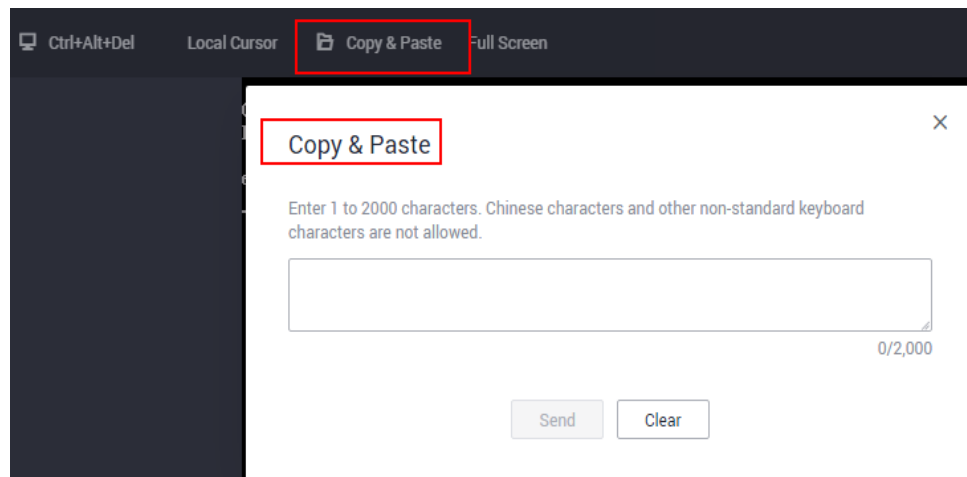 Ctrl+Alt+Del Local Cursor Copy & Paste Full Screen
Copy & Paste
Enter 1 to 2000 characters. Chinese characters and other non-standard keyboard
characters are not allowed.
0/2,000
Send Clear